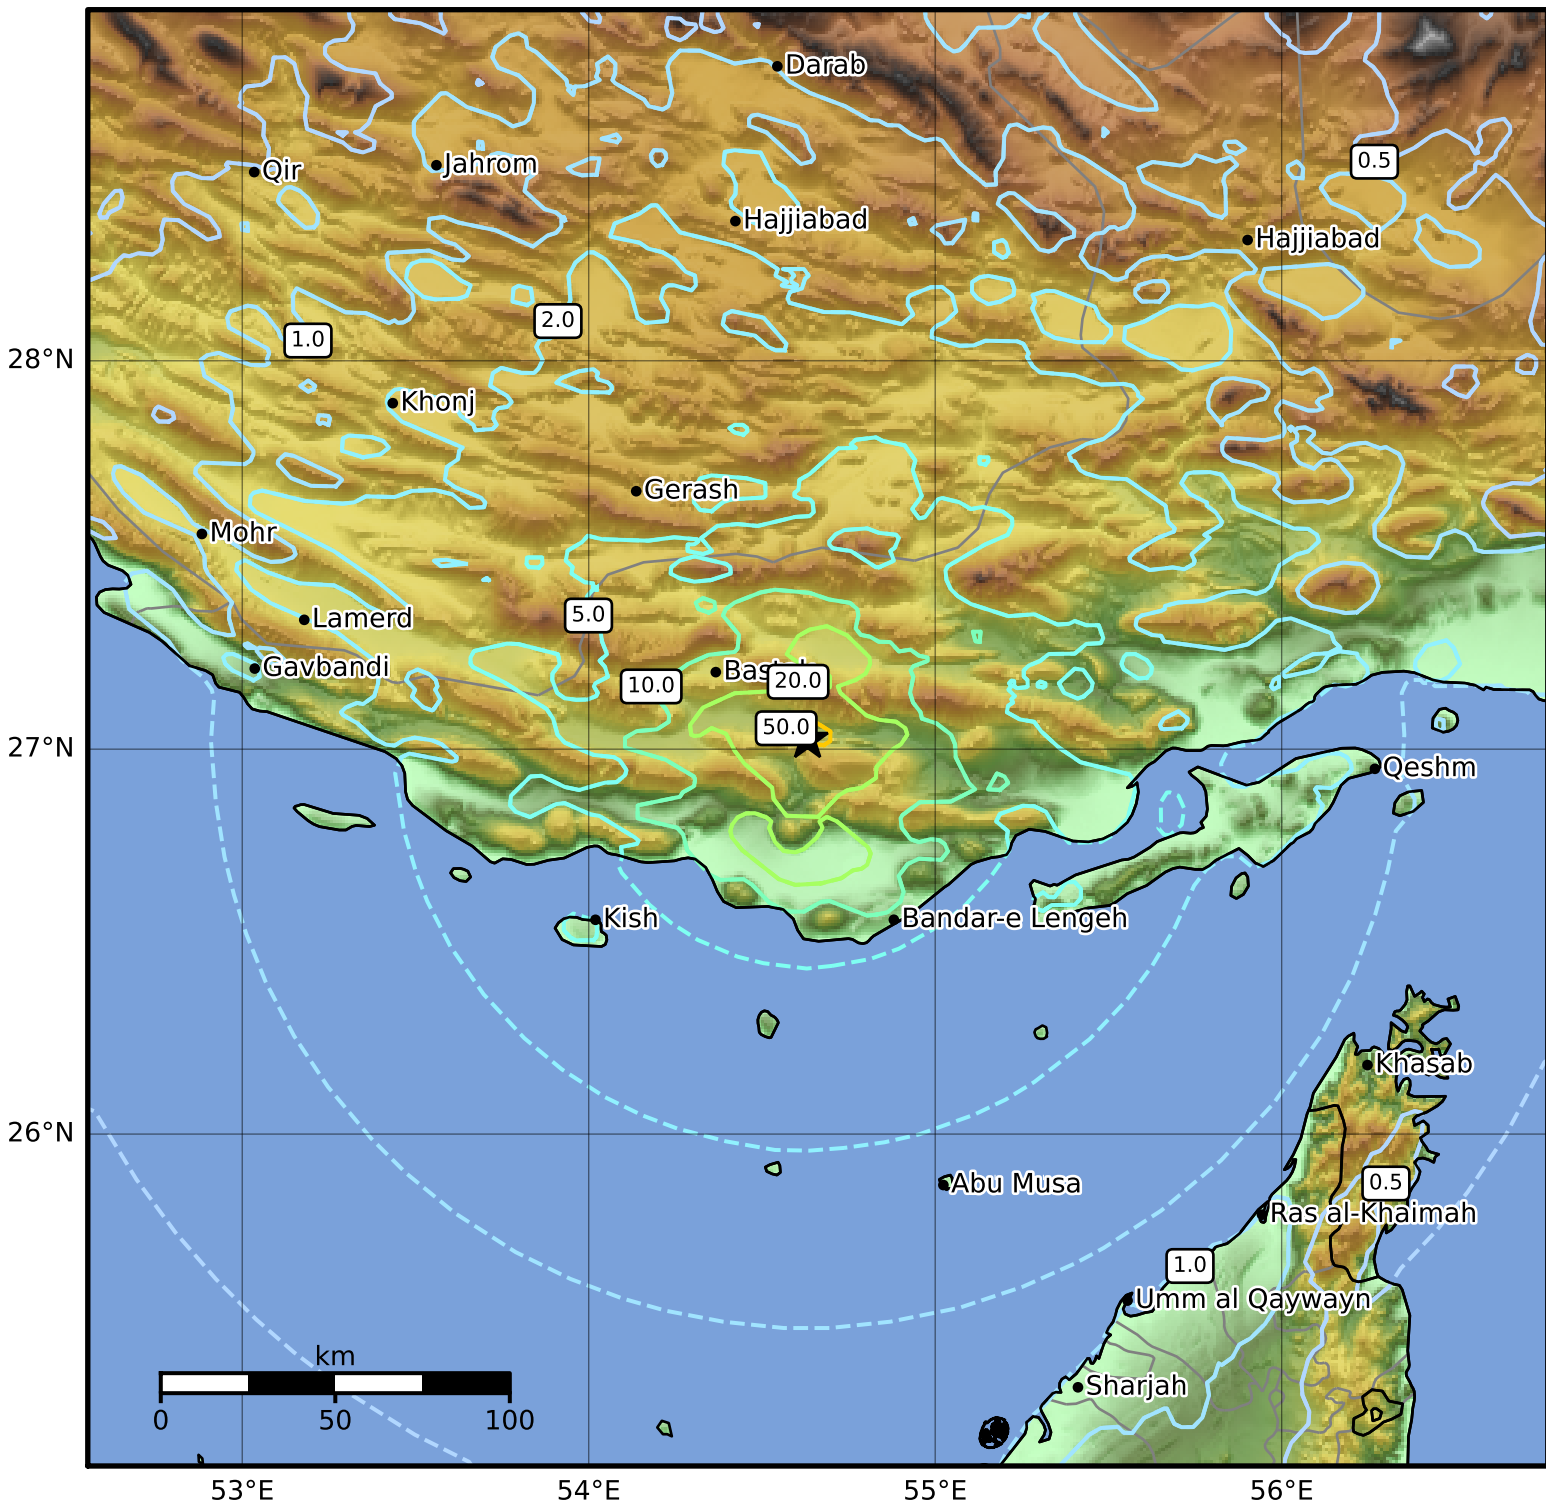 Darab
0.5
Qir
Jahrom
Hajjiabad
Hajjiabad
2.0
1.0
28°N
Khonj
Gerash
Mohr
5.0
Lamerd
Gavbandi
10.0
20.0
50.0
27°N
Qeshm
Kish
Bandar-e Lengeh
Khasab
26°N
Abu Musa
0.5
Ras al-Khaimah
1.0
Umm al Qaywayn
km
Sharjah
0 50 100
53°E 54°E 55°E 56°E